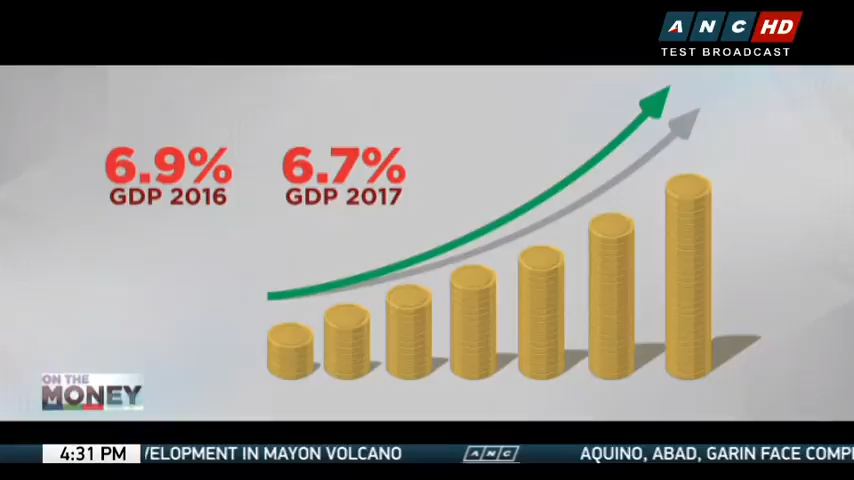 ANC HD
TEST BROADCAST
6.9% 6.7%
GDP 2016 GDP 2017
ON THE
MONEY
4:31 PM VELOPMENT IN MAYON VOLCANO ANC AQUINO, ABAD, GARIN FACE COMP